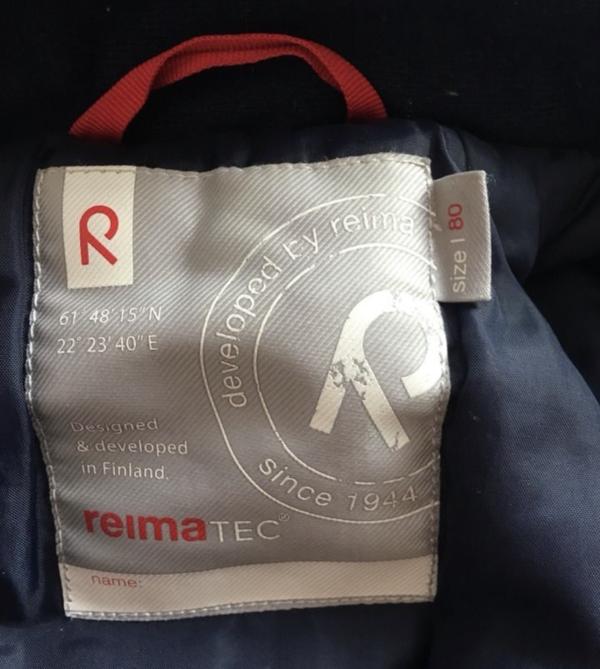 R
developed by reima
size | 80
61° 48' 15" N
22° 23' 40" E
R
Designed
& developed
in Finland.
since 1944
reimaTEC®
name: